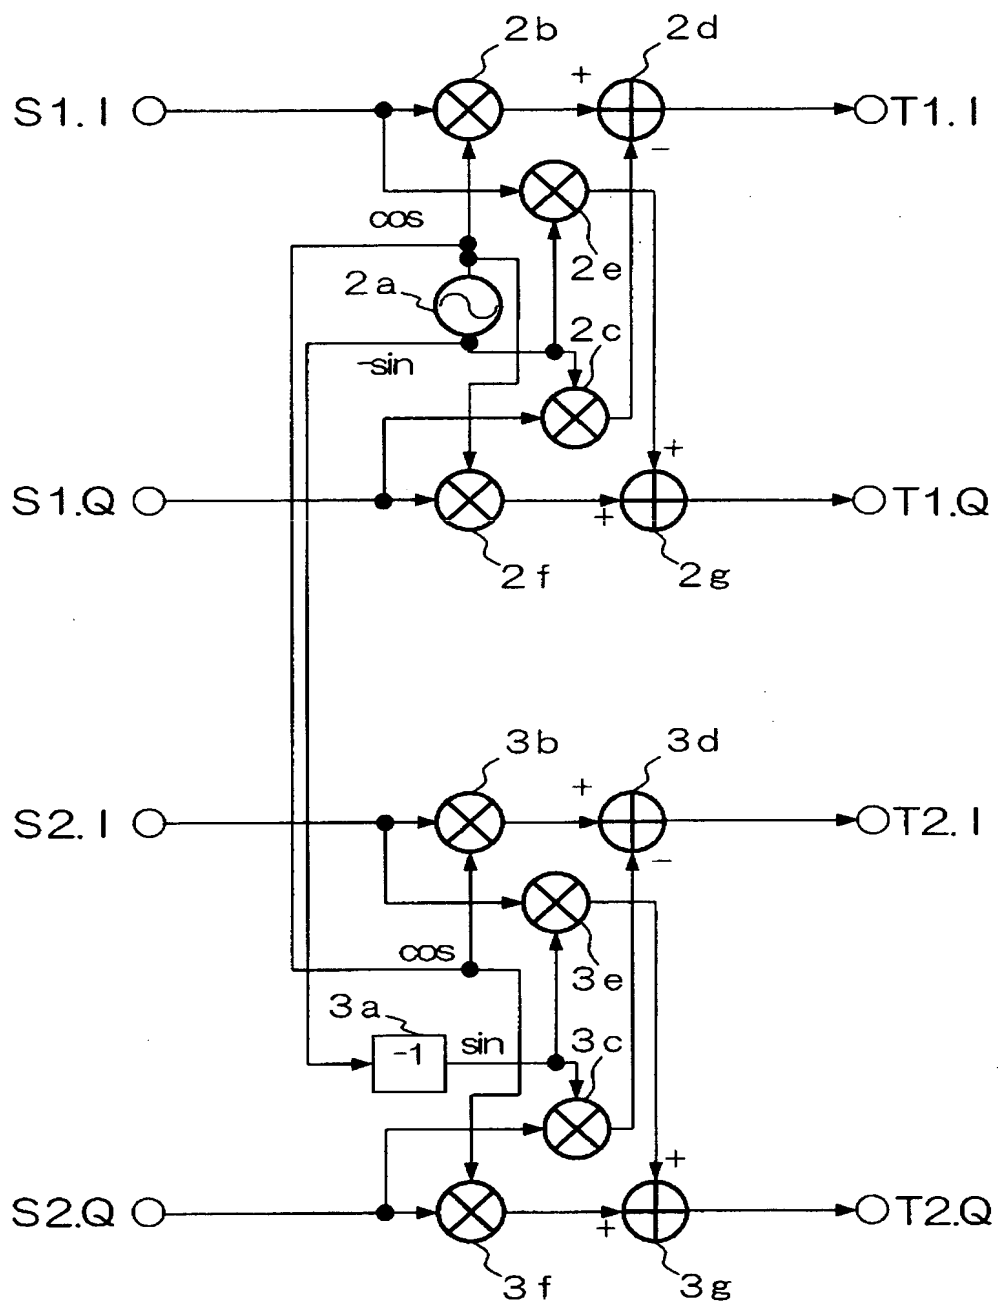 2b
2d
S1.I
+
T1.I
−
cos
2e
2a
2c
-sin
+
S1.Q
T1.Q
+
2f
2g
3b
3d
+
S2.I
T2.I
−
cos
3e
3a
-1
sin
3c
+
S2.Q
T2.Q
+
3f
3g